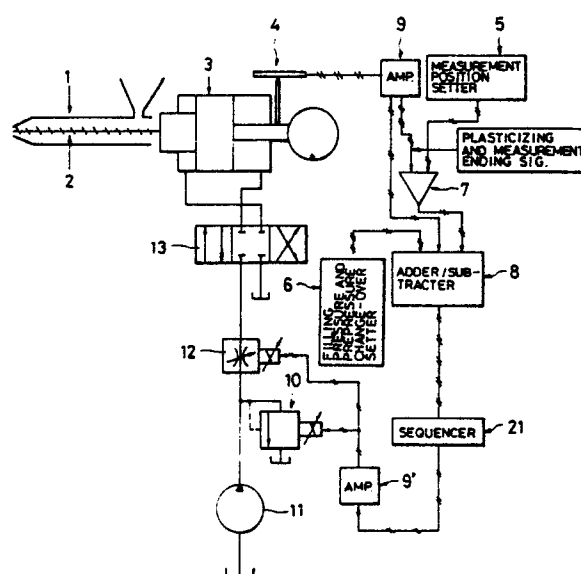 4
9
5
1
3
AMP.
MEASUREMENT
POSITION
SETTER
2
PLASTICIZING
AND MEASUREMENT
ENDING SIG.
7
13
6
FILLING
PRESSURE AND
PREPRESSURE
CHANGE-OVER
SETTER
ADDER/SUB-
TRACTER
8
12
10
SEQUENCER
21
11
AMP.
9'